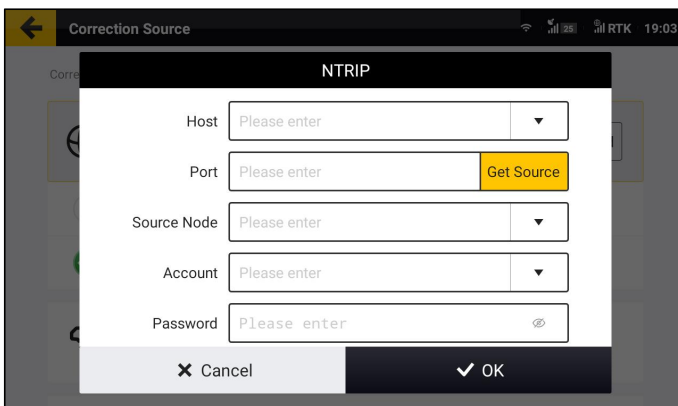 Correction Source
25
RTK 19:03
Corre
NTRIP
Host Please enter
Port Please enter Get Source
Source Node Please enter
Account Please enter
Password Please enter
Cancel
OK